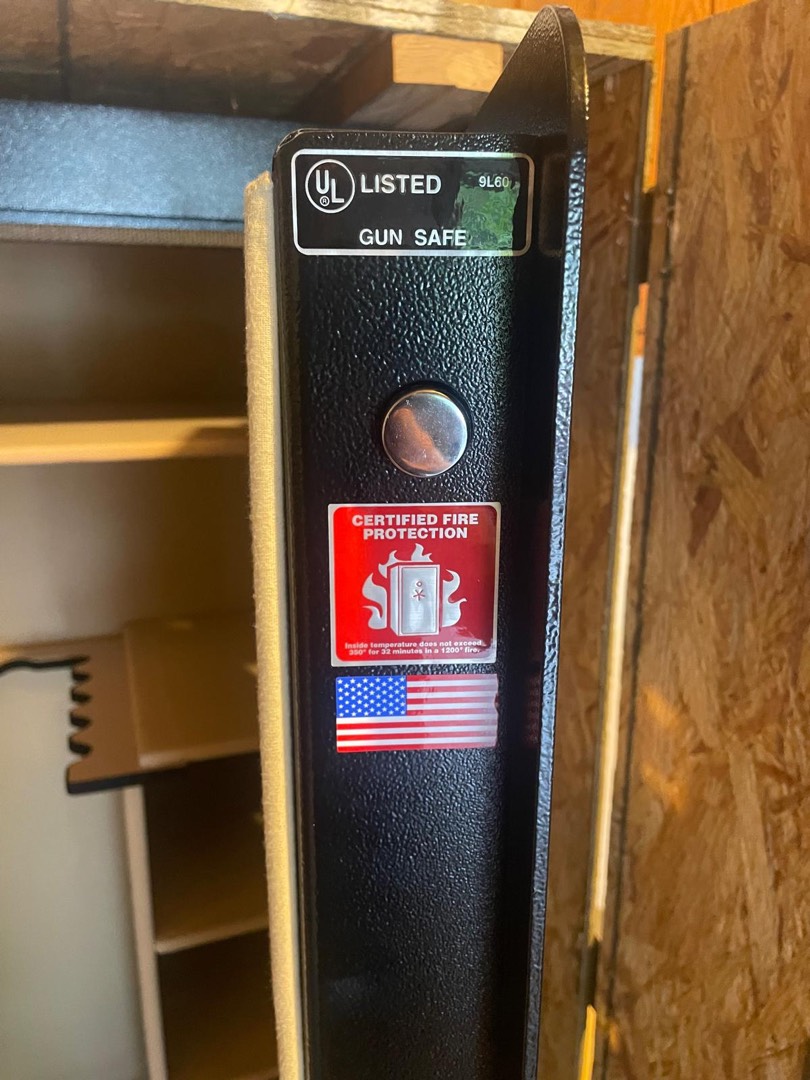 UL LISTED 9L60
®
GUN SAFE
CERTIFIED FIRE
PROTECTION
Inside temperature does not exceed
350° for 32 minutes in a 1200° fire.